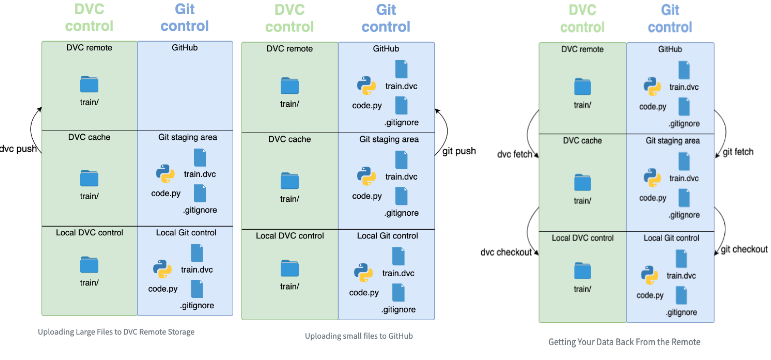 DVC
control
Git
control
DVC remote
GitHub
train/
dvc push
DVC cache
Git staging area
train/
code.py
train.dvc
.gitignore
Local DVC control
Local Git control
train/
code.py
train.dvc
.gitignore
Uploading Large Files to DVC Remote Storage
DVC
control
Git
control
DVC remote
GitHub
train/
code.py
train.dvc
.gitignore
git push
DVC cache
Git staging area
train/
code.py
train.dvc
.gitignore
Local DVC control
Local Git control
train/
code.py
train.dvc
.gitignore
Uploading small files to GitHub
DVC
control
Git
control
DVC remote
GitHub
train/
code.py
train.dvc
.gitignore
dvc fetch
git fetch
DVC cache
Git staging area
train/
code.py
train.dvc
.gitignore
dvc checkout
git checkout
Local DVC control
Local Git control
train/
code.py
train.dvc
.gitignore
Getting Your Data Back From the Remote